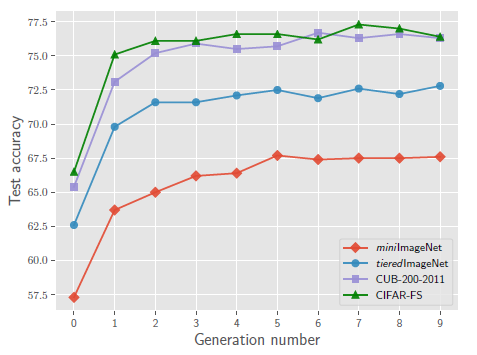 77.5
75.0
72.5
70.0
67.5
65.0
62.5
60.0
57.5
Test accuracy
miniImageNet
tieredImageNet
CUB-200-2011
CIFAR-FS
0 1 2 3 4 5 6 7 8 9
Generation number